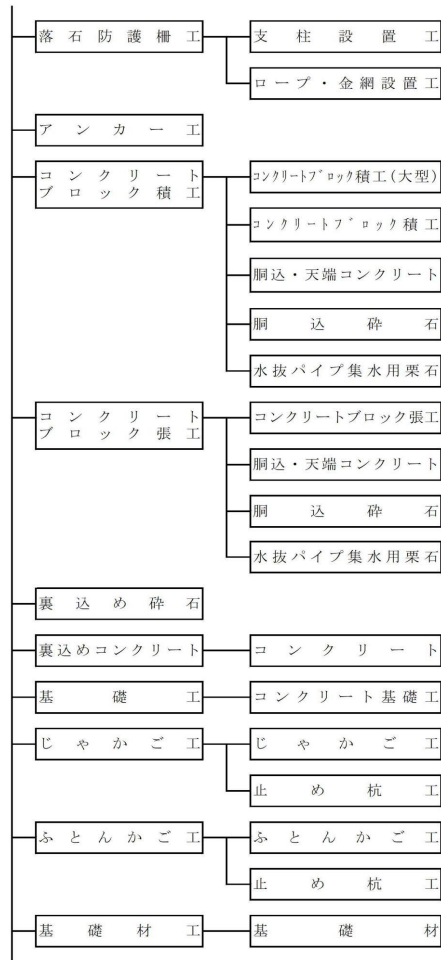 落石防護柵工
支柱設置工
ロープ・金網設置工
アンカー工
コンクリート
ブロック積工
コンクリートブロック積工(大型)
コンクリートブロック積工
胴込・天端コンクリート
胴込砕石
水抜パイプ集水用栗石
コンクリート
ブロック張工
コンクリートブロック張工
胴込・天端コンクリート
胴込砕石
水抜パイプ集水用栗石
裏込め砕石
裏込めコンクリート
コンクリート
基礎工
コンクリート基礎工
じゃかご工
じゃかご工
止め杭工
ふとんかご工
ふとんかご工
止め杭工
基礎材工
基礎材